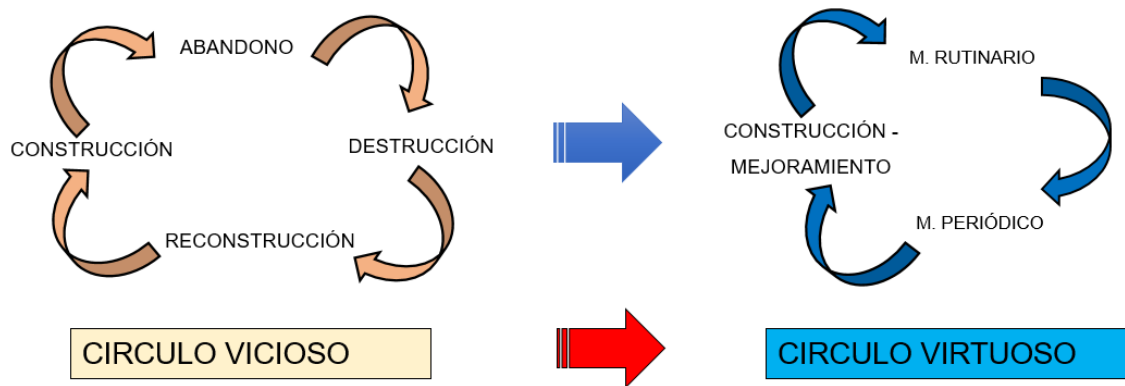 ABANDONO
DESTRUCCIÓN
RECONSTRUCCIÓN
CONSTRUCCIÓN
CIRCULO VICIOSO
M. RUTINARIO
M. PERIÓDICO
CONSTRUCCIÓN -
MEJORAMIENTO
CIRCULO VIRTUOSO